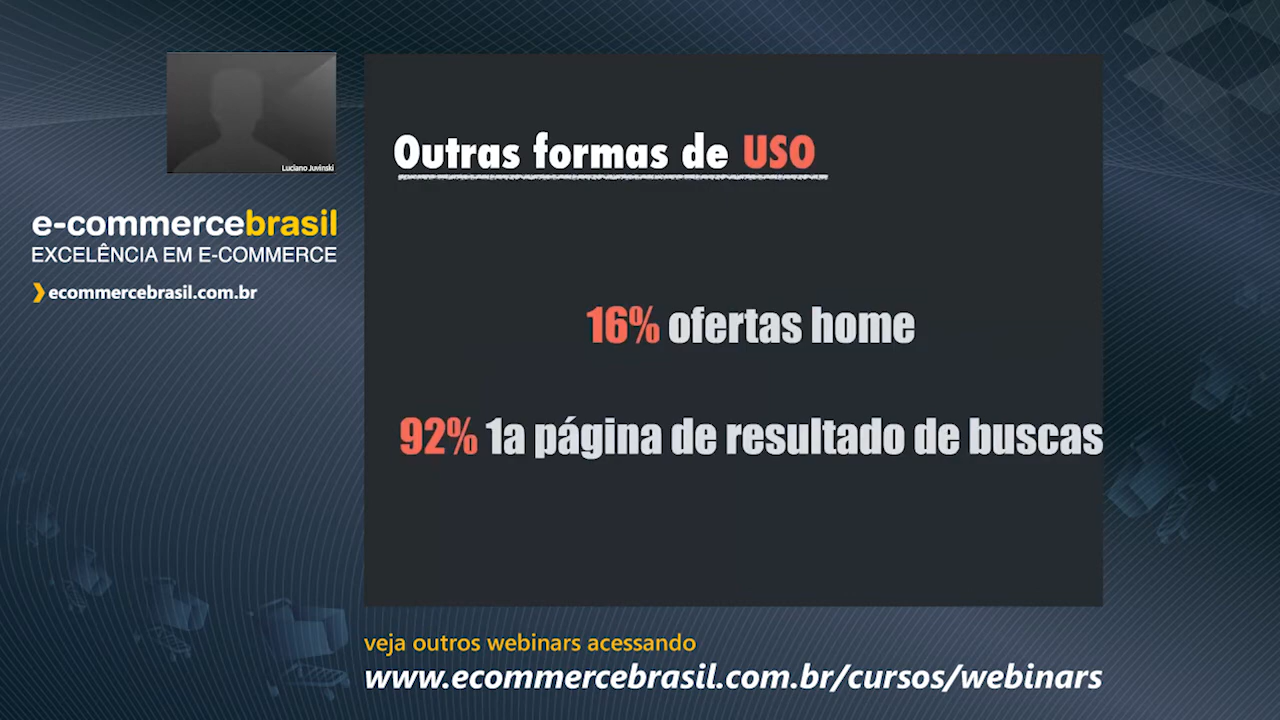 Luciano Juvinski
e-commercebrasil
EXCELÊNCIA EM E-COMMERCE
ecommercebrasil.com.br
Outras formas de USO
16% ofertas home
92% 1a página de resultado de buscas
veja outros webinars acessando
www.ecommercebrasil.com.br/cursos/webinars